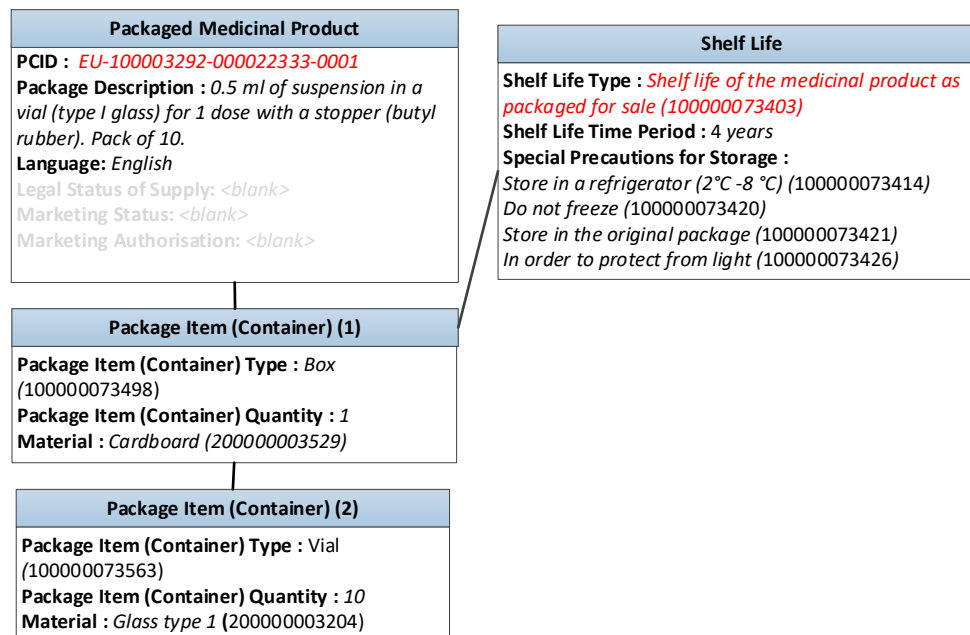 Packaged Medicinal Product
PCID : EU-100003292-000022333-0001
Package Description : 0.5 ml of suspension in a
vial (type I glass) for 1 dose with a stopper (butyl
rubber). Pack of 10.
Language: English
Legal Status of Supply: <blank>
Marketing Status: <blank>
Marketing Authorisation: <blank>
Shelf Life
Shelf Life Type : Shelf life of the medicinal product as
packaged for sale (100000073403)
Shelf Life Time Period : 4 years
Special Precautions for Storage :
Store in a refrigerator (2°C -8 °C) (100000073414)
Do not freeze (100000073420)
Store in the original package (100000073421)
In order to protect from light (100000073426)
Package Item (Container) (1)
Package Item (Container) Type : Box
(100000073498)
Package Item (Container) Quantity : 1
Material : Cardboard (200000003529)
Package Item (Container) (2)
Package Item (Container) Type : Vial
(100000073563)
Package Item (Container) Quantity : 10
Material : Glass type 1 (200000003204)